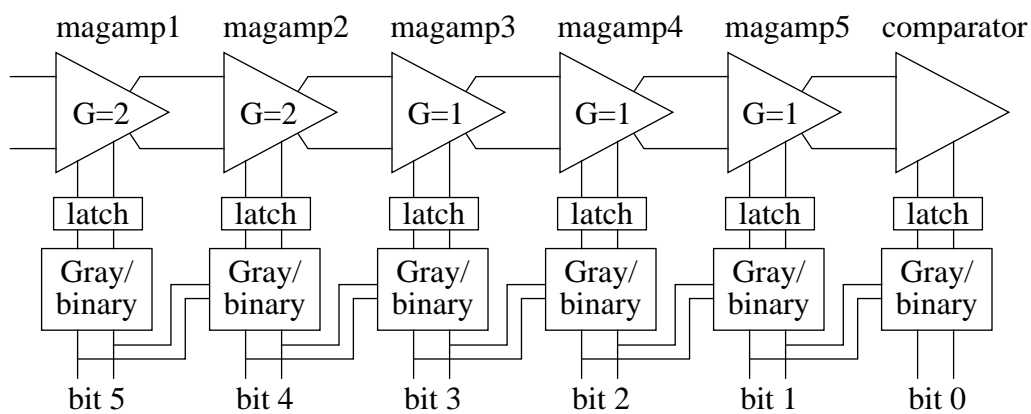 magamp1 magamp2 magamp3 magamp4 magamp5 comparator
G=2 G=2 G=1 G=1 G=1
latch latch latch latch latch latch
Gray/ Gray/ Gray/ Gray/ Gray/ Gray/
binary binary binary binary binary binary
bit 5 bit 4 bit 3 bit 2 bit 1 bit 0